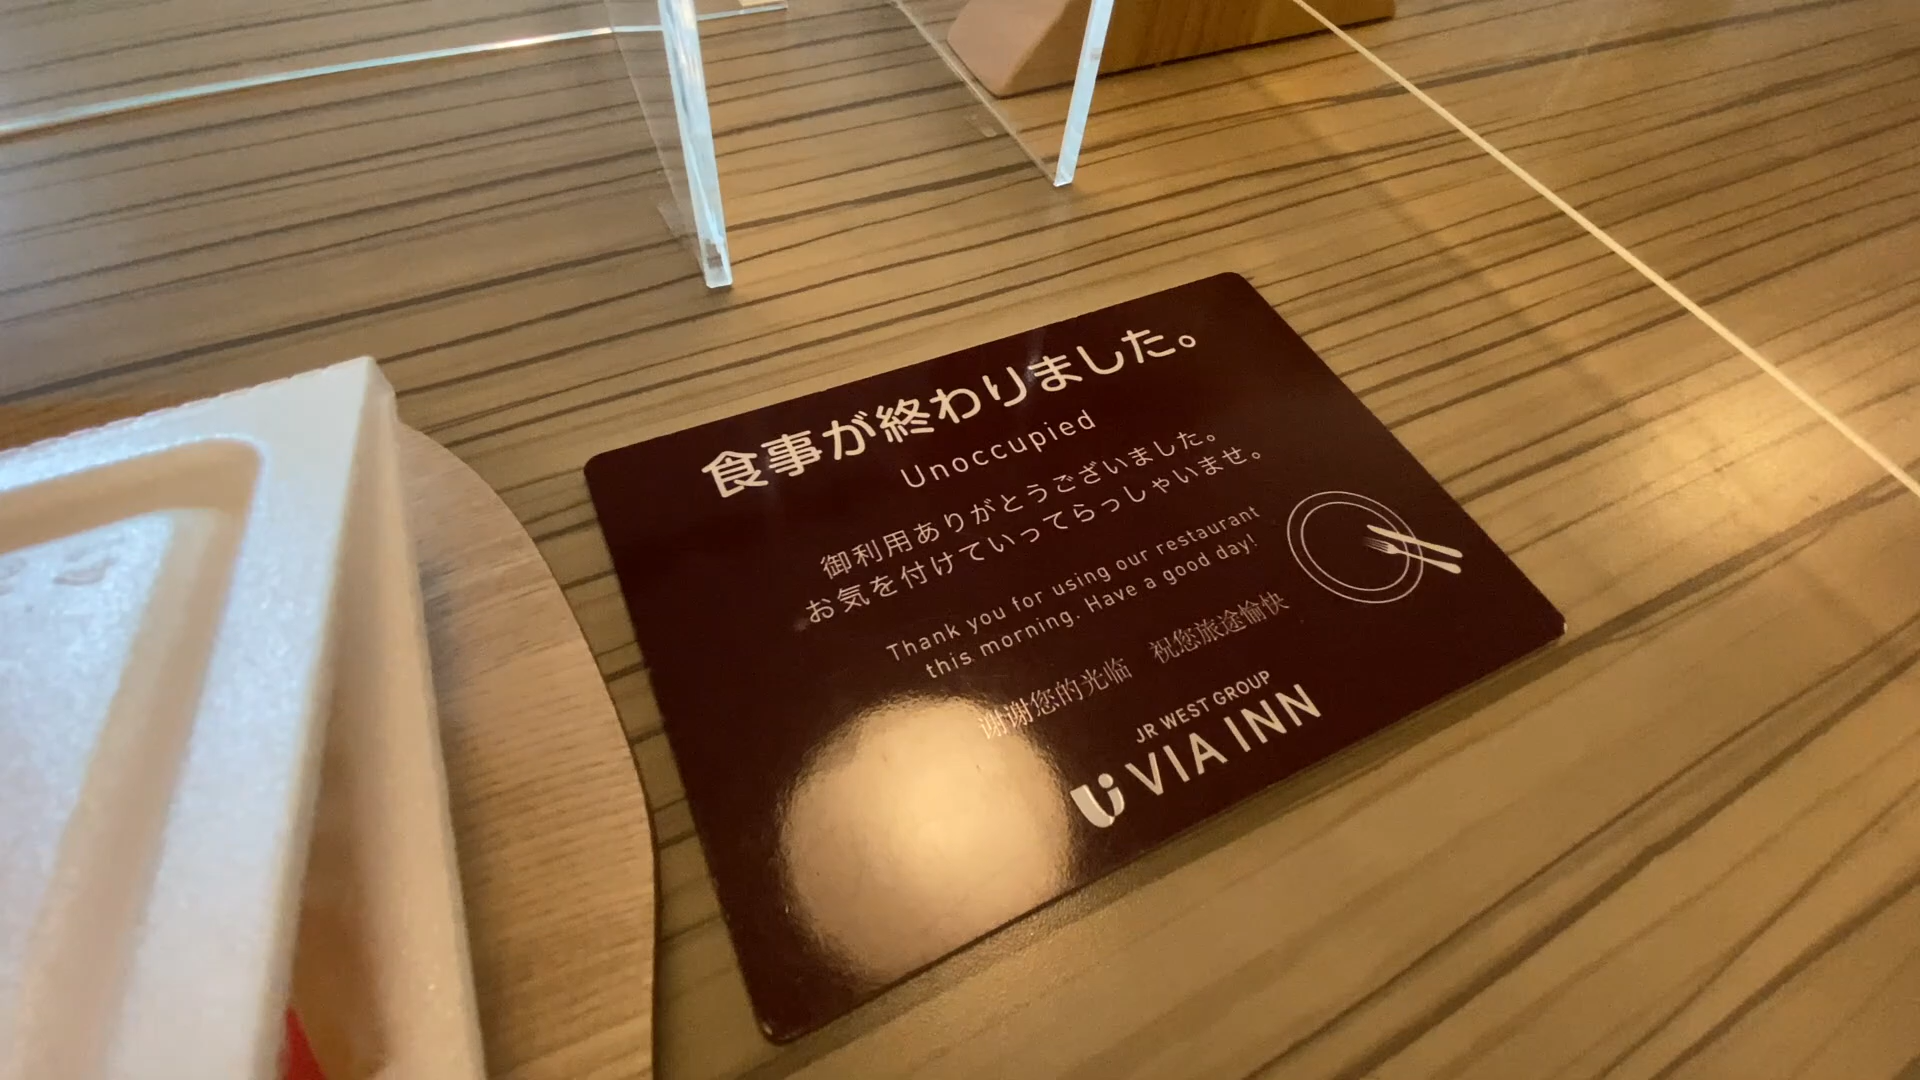 食事が終わりました。
Unoccupied
御利用ありがとうございました。
お気を付けていってらっしゃいませ。
Thank you for using our restaurant
this morning. Have a good day!
谢谢您的光临　祝您旅途愉快
JR WEST GROUP
VIA INN